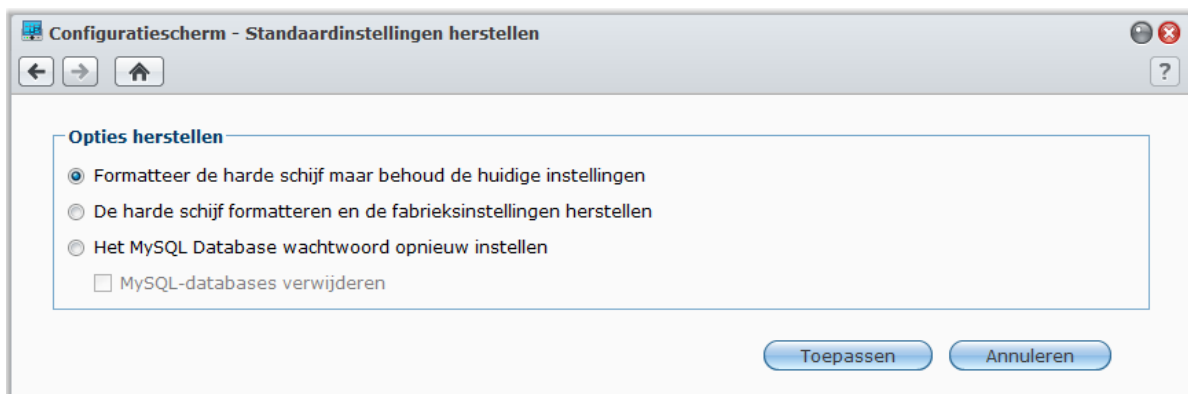 Configuratiescherm - Standaardinstellingen herstellen
?
Opties herstellen
Formatteer de harde schijf maar behoud de huidige instellingen
De harde schijf formatteren en de fabrieksinstellingen herstellen
Het MySQL Database wachtwoord opnieuw instellen
MySQL-databases verwijderen
Toepassen Annuleren